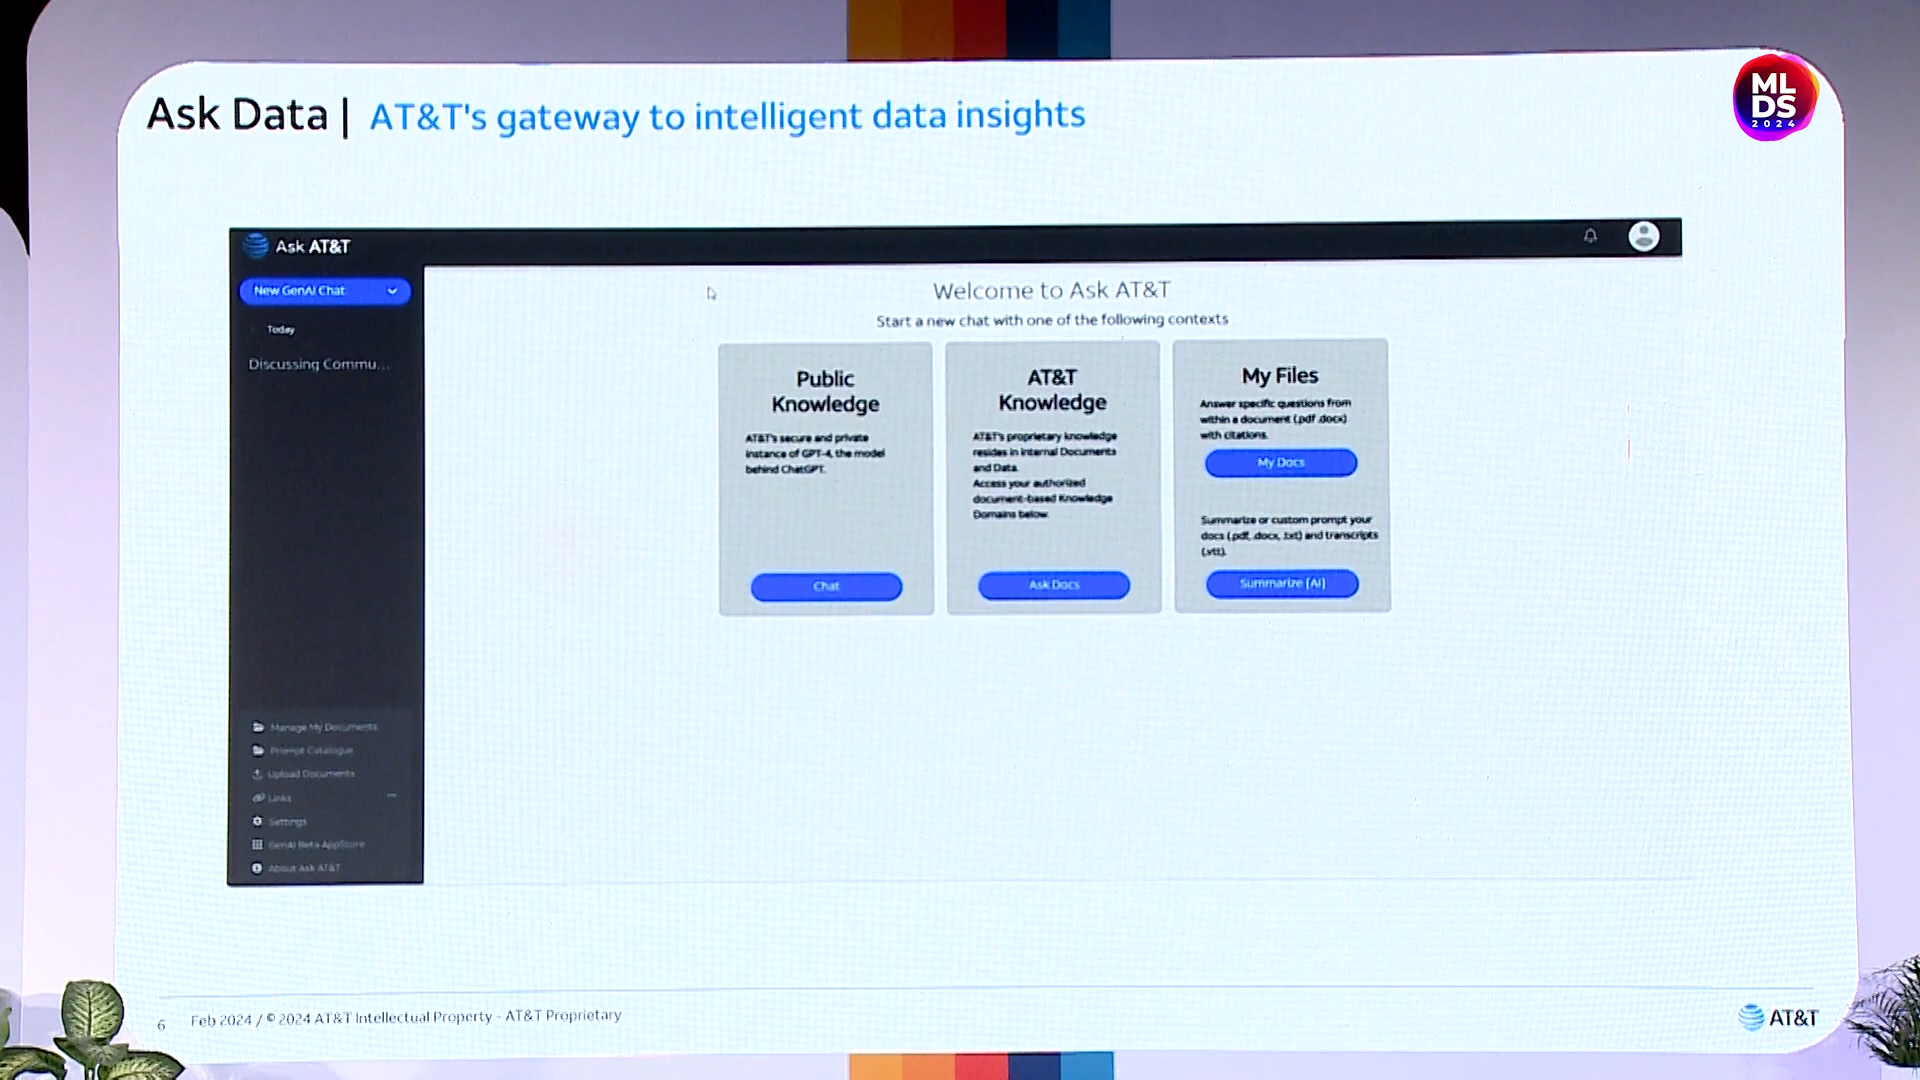 Ask Data | AT&T's gateway to intelligent data insights
ML
DS
2024
Ask AT&T
New GenAI Chat
Today
Discussing Commu...
Welcome to Ask AT&T
Start a new chat with one of the following contexts
Public
Knowledge
AT&T's secure and private
instance of GPT-4, the model
behind ChatGPT.
Chat
AT&T
Knowledge
AT&T's proprietary knowledge
resides in Internal Documents
and Data.
Access your authorized
document-based Knowledge
Domains below.
Ask Docs
My Files
Answer specific questions from
within a document (.pdf .docx)
with citations.
My Docs
Summarize or custom prompt your
docs (.pdf, .docx, .txt) and transcripts
(.vtt).
Summarize (AI)
Manage My Documents
Prompt Catalogue
Upload Documents
Links
Settings
GenAI Beta AppStore
About Ask AT&T
6 Feb 2024 / © 2024 AT&T Intellectual Property - AT&T Proprietary
AT&T